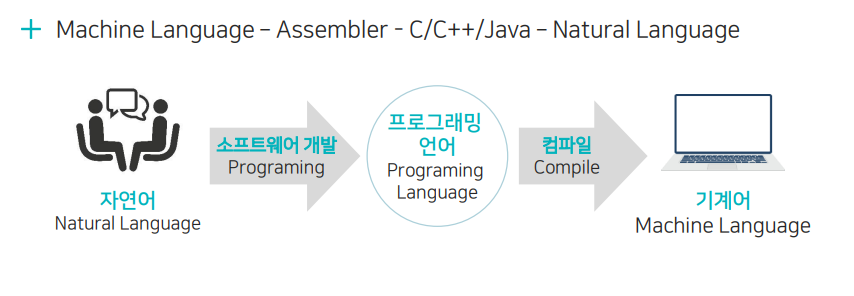 + Machine Language – Assembler - C/C++/Java – Natural Language
자연어
Natural Language
소프트웨어 개발
Programing
프로그래밍
언어
Programing
Language
컴파일
Compile
기계어
Machine Language